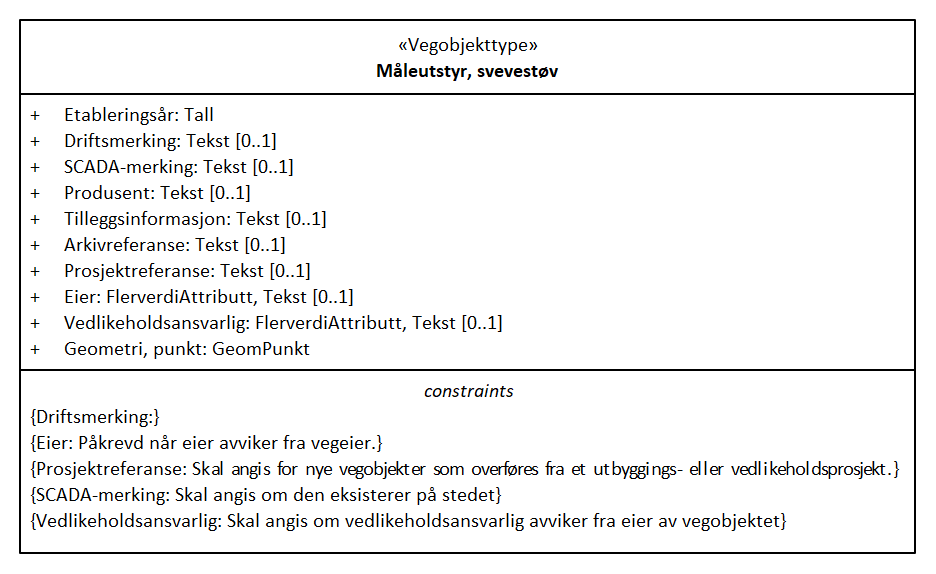 «Vegobjekttype»
Måleutstyr, svevestøv
+ Etableringsår: Tall
+ Driftsmerking: Tekst [0..1]
+ SCADA-merking: Tekst [0..1]
+ Produsent: Tekst [0..1]
+ Tilleggsinformasjon: Tekst [0..1]
+ Arkivreferanse: Tekst [0..1]
+ Prosjektreferanse: Tekst [0..1]
+ Eier: FlerverdiAttributt, Tekst [0..1]
+ Vedlikeholdsansvarlig: FlerverdiAttributt, Tekst [0..1]
+ Geometri, punkt: GeomPunkt
constraints
{Driftsmerking:}
{Eier: Påkrevd når eier avviker fra vegeier.}
{Prosjektreferanse: Skal angis for nye vegobjekter som overføres fra et utbyggings- eller vedlikeholdsprosjekt.}
{SCADA-merking: Skal angis om den eksisterer på stedet}
{Vedlikeholdsansvarlig: Skal angis om vedlikeholdsansvarlig avviker fra eier av vegobjektet}